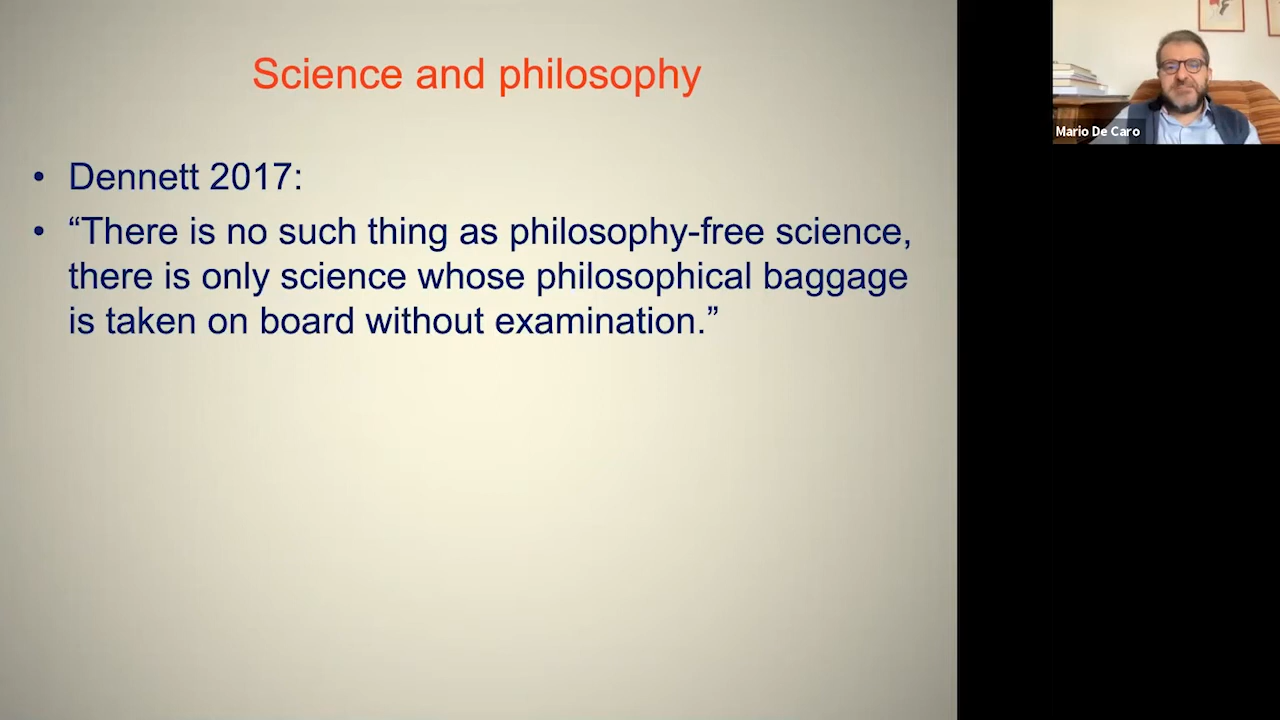 Science and philosophy
Mario De Caro
• Dennett 2017:
• “There is no such thing as philosophy-free science,
there is only science whose philosophical baggage
is taken on board without examination.”